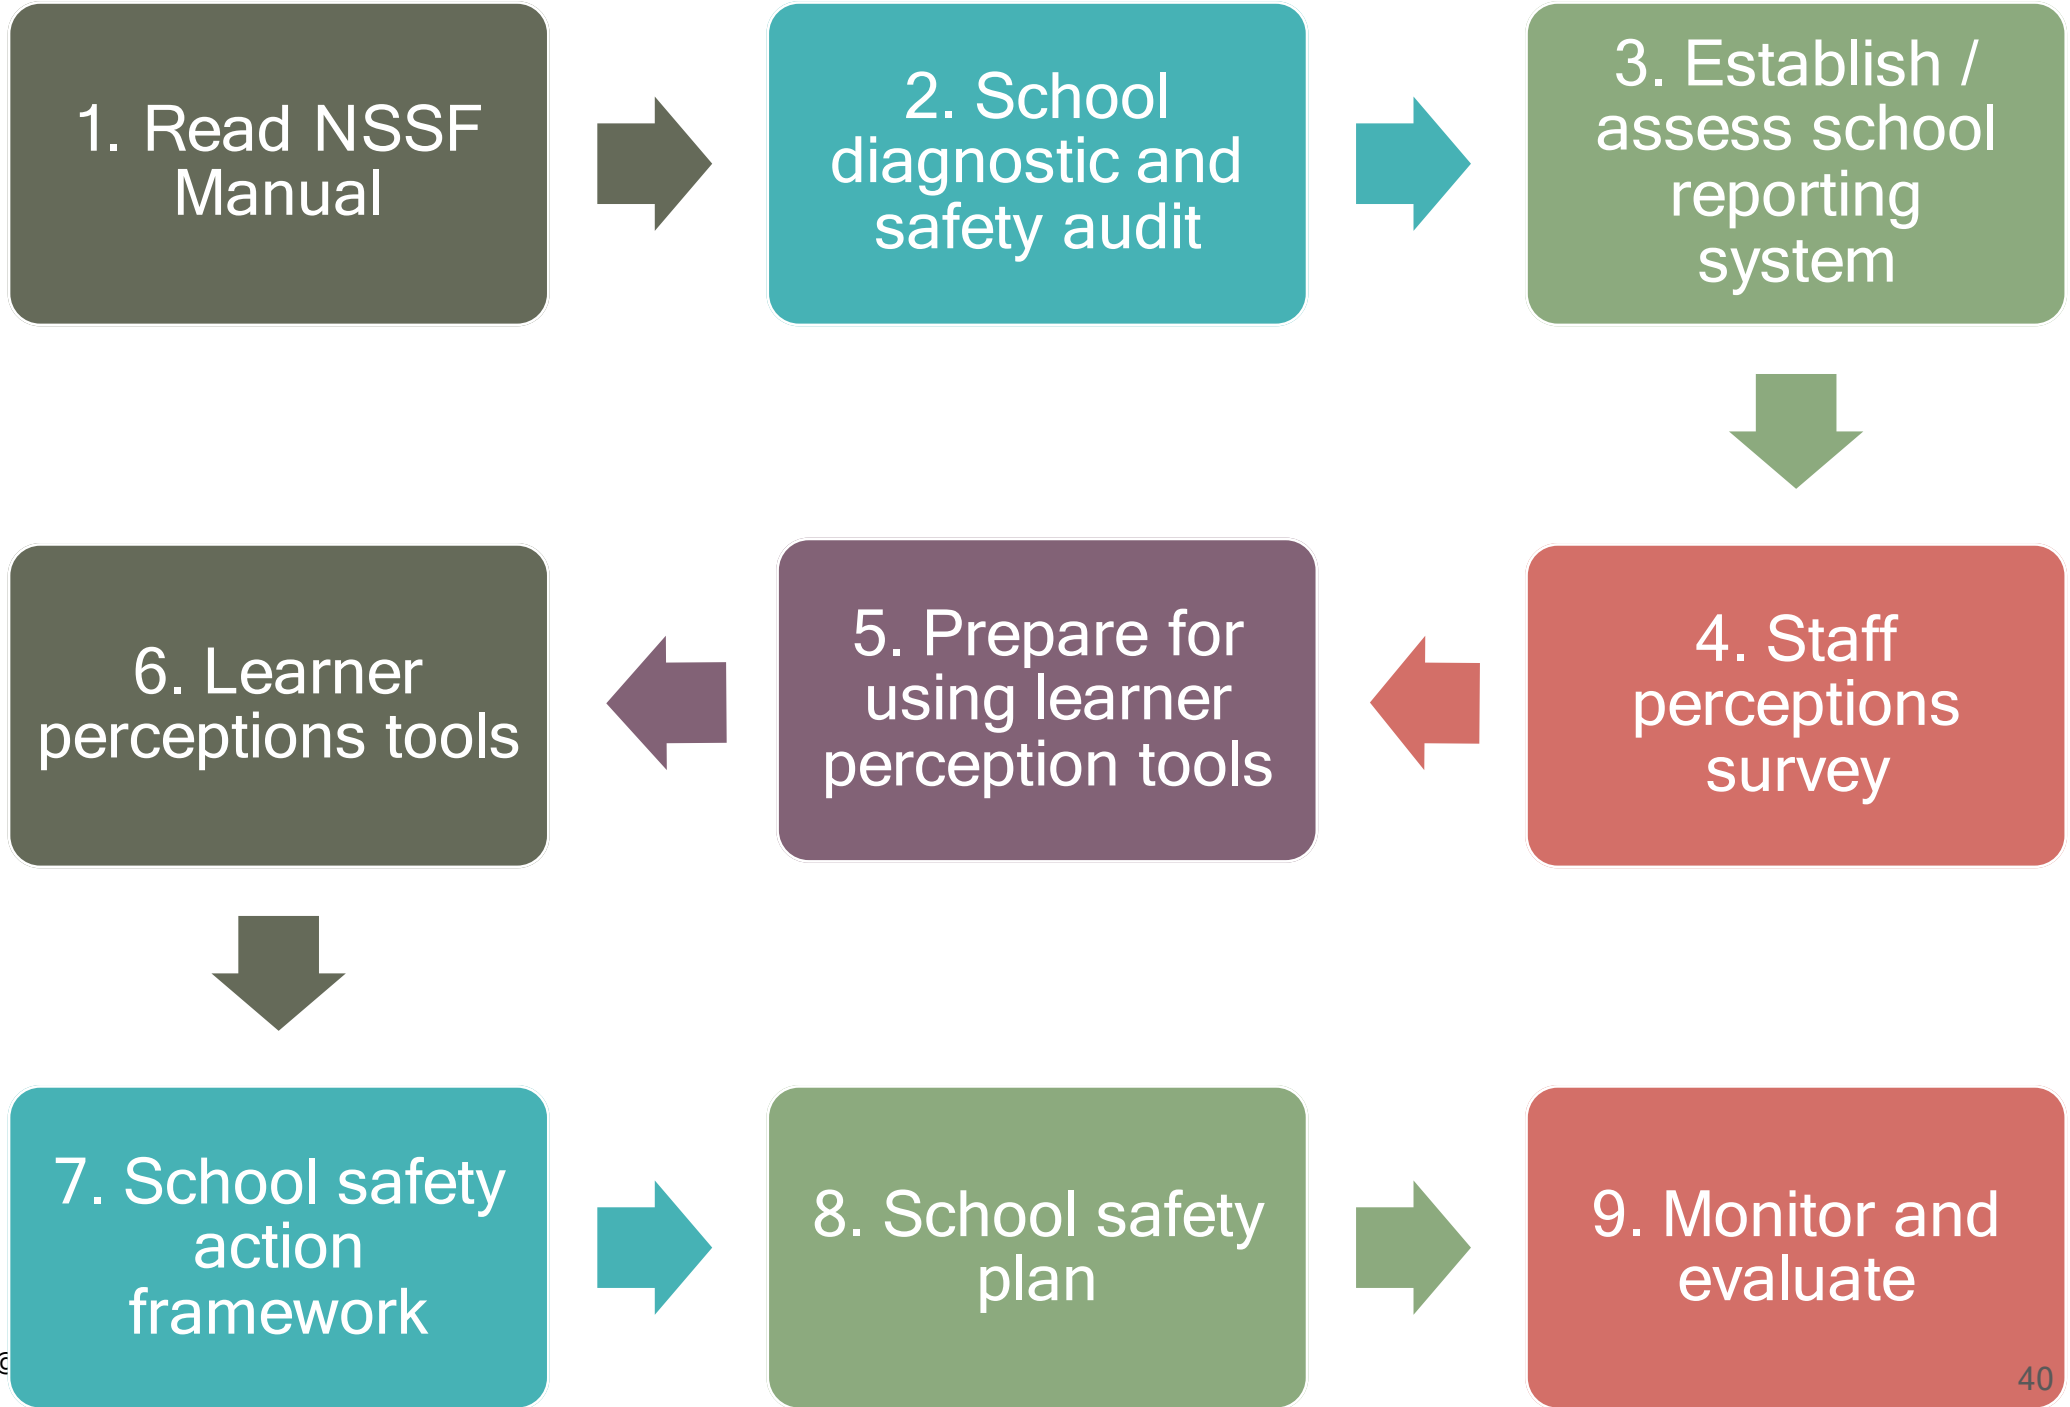 1. Read NSSF
Manual
2. School
diagnostic and
safety audit
3. Establish /
assess school
reporting
system
4. Staff
perceptions
survey
5. Prepare for
using learner
perception tools
6. Learner
perceptions tools
7. School safety
action
framework
8. School safety
plan
9. Monitor and
evaluate
©
40